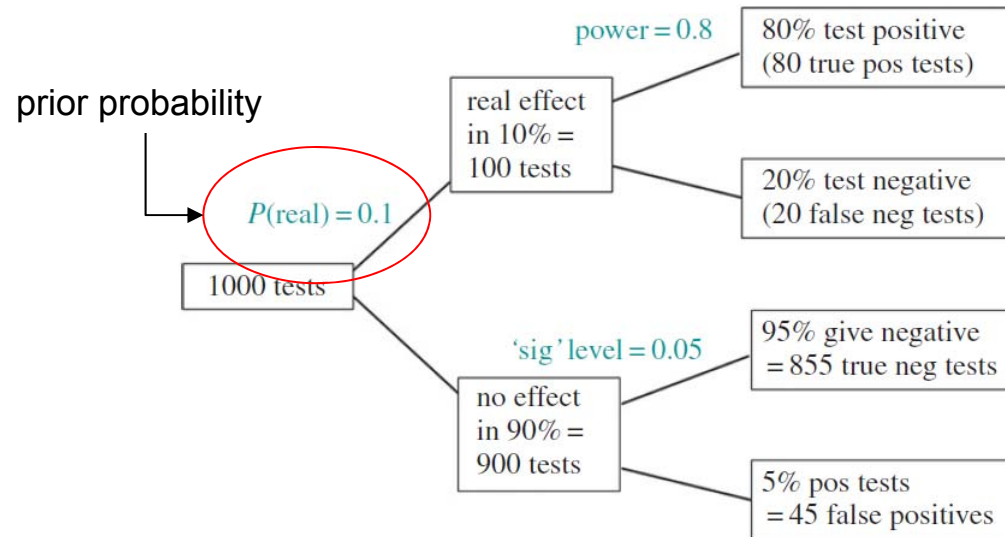 power = 0.8
80% test positive
(80 true pos tests)
prior probability
real effect
in 10% =
100 tests
20% test negative
(20 false neg tests)
P(real) = 0.1
1000 tests
'sig' level = 0.05
95% give negative
= 855 true neg tests
no effect
in 90% =
900 tests
5% pos tests
= 45 false positives